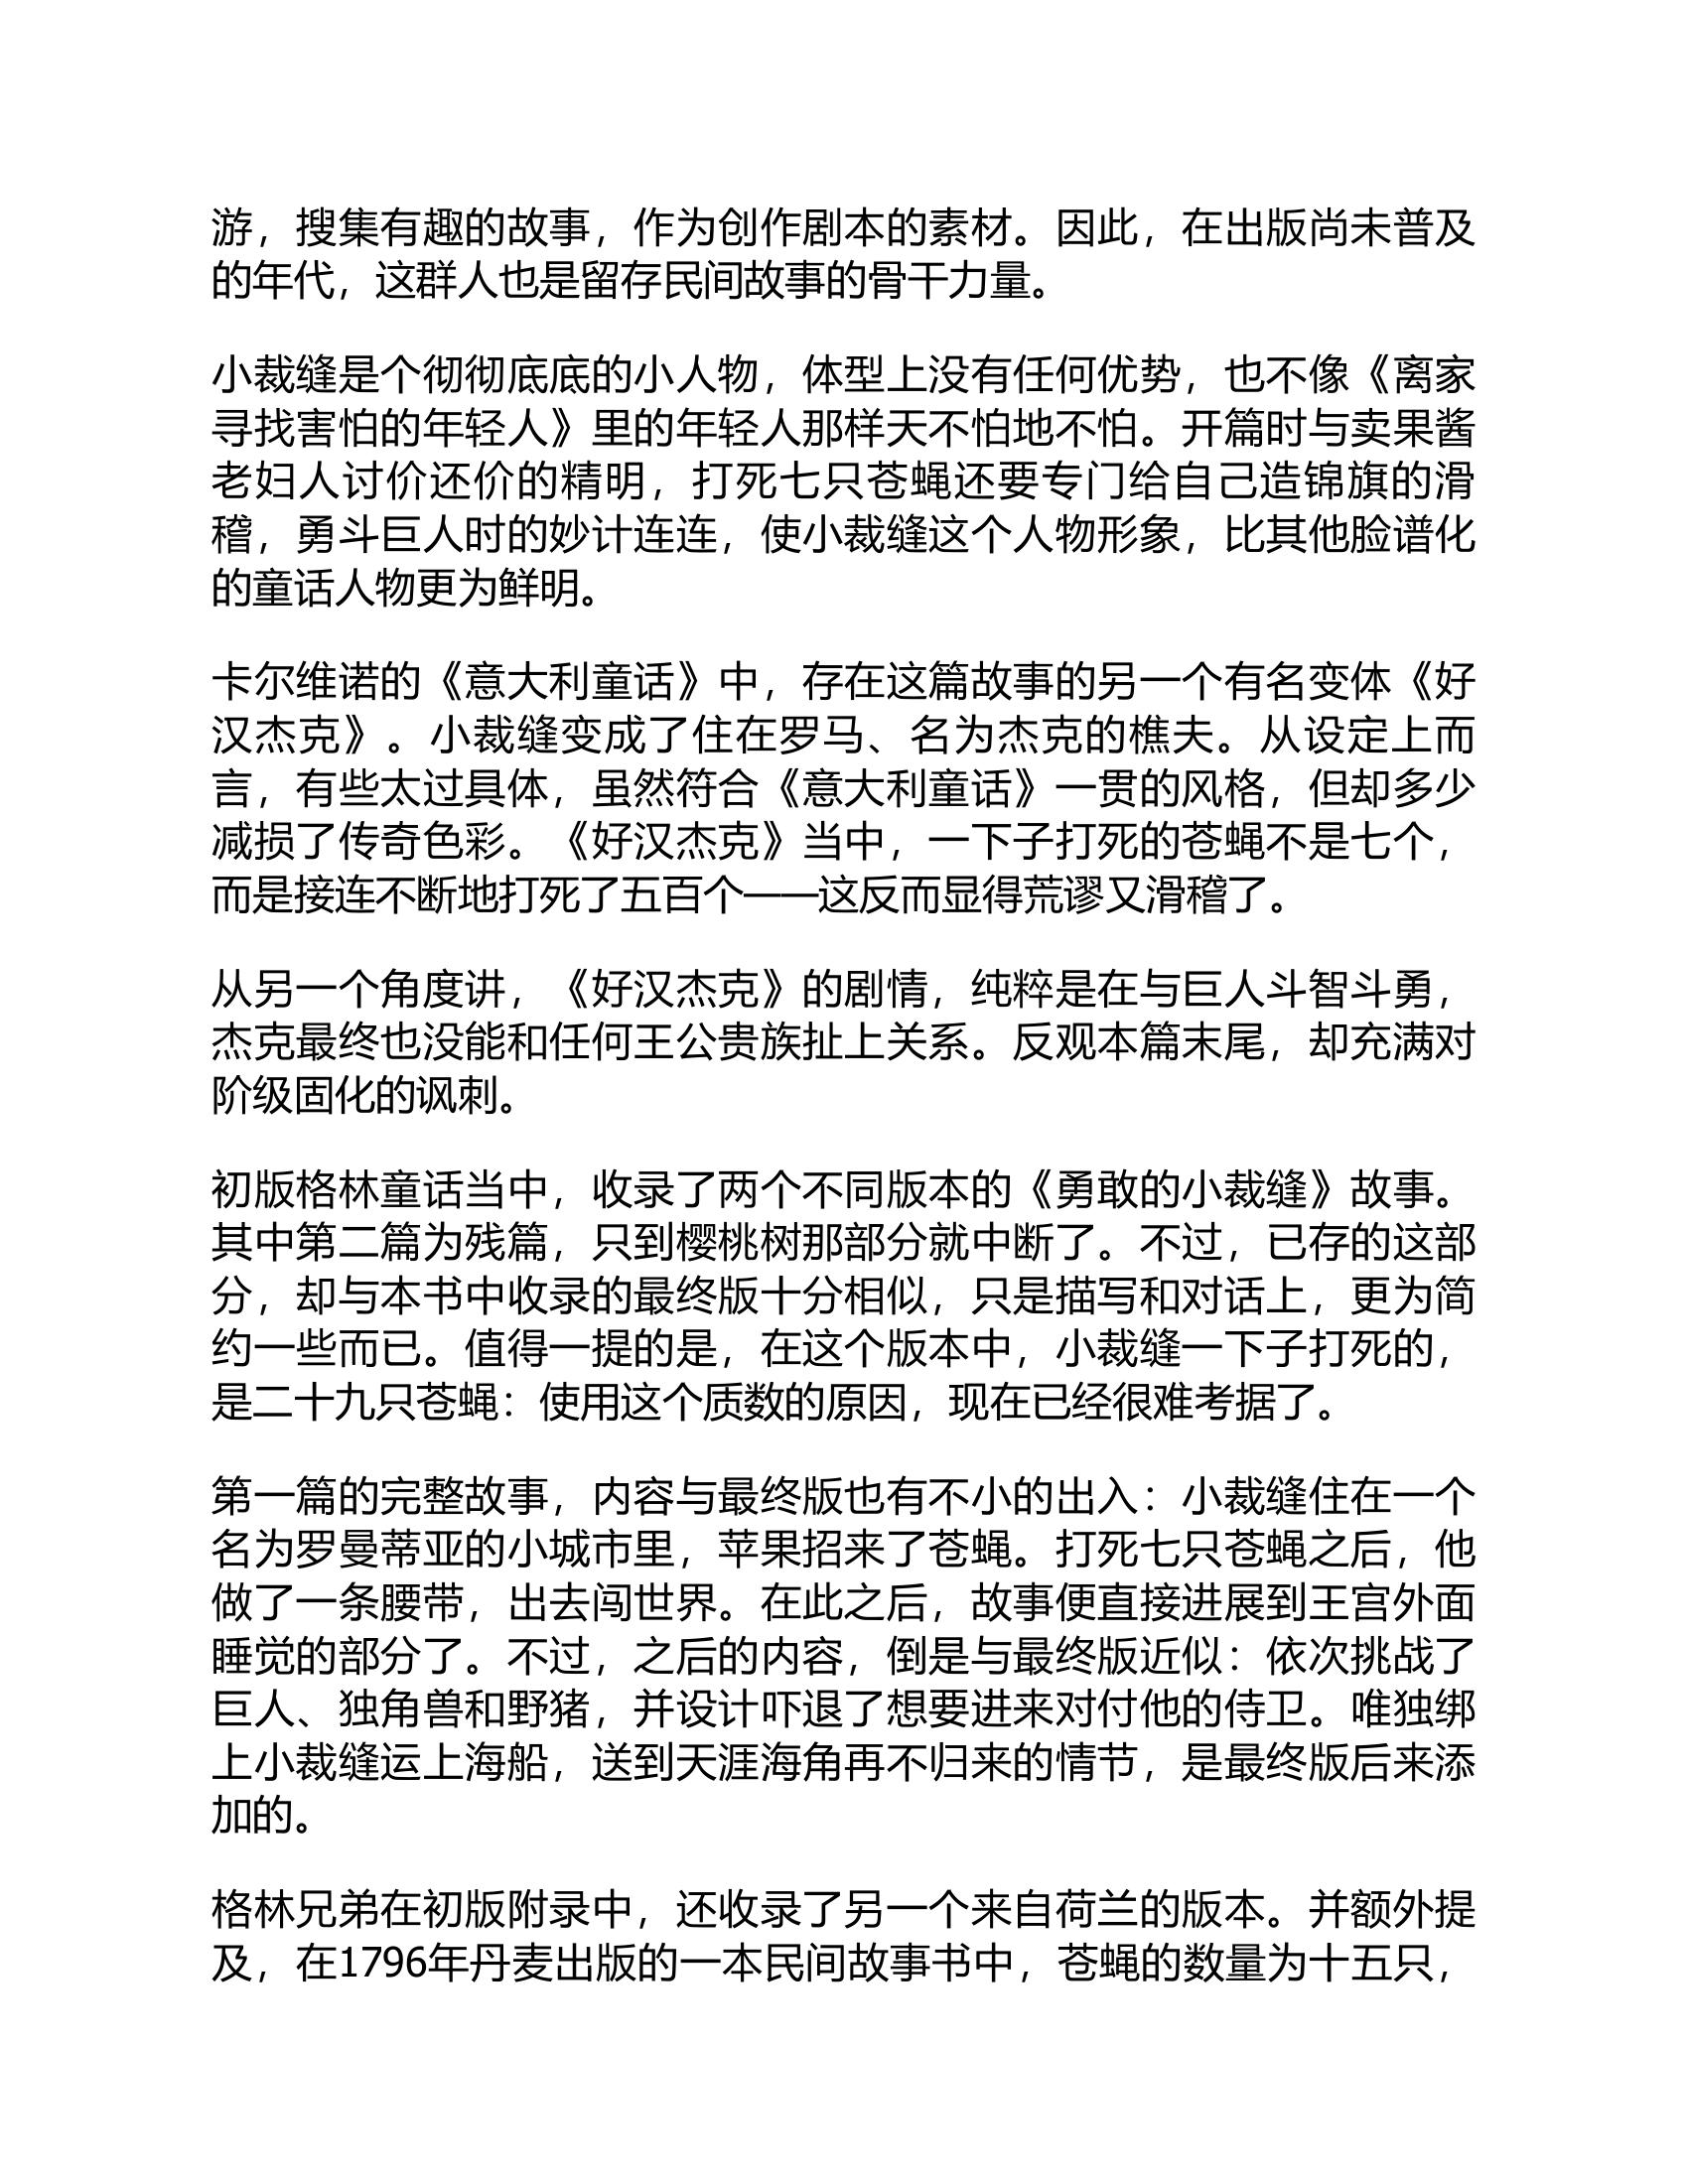 游，搜集有趣的故事，作为创作剧本的素材。因此，在出版尚未普及
的年代，这群人也是留存民间故事的骨干力量。
小裁缝是个彻彻底底的小人物，体型上没有任何优势，也不像《离家
寻找害怕的年轻人》里的年轻人那样天不怕地不怕。开篇时与卖果酱
老妇人讨价还价的精明，打死七只苍蝇还要专门给自己造锦旗的滑
稽，勇斗巨人时的妙计连连，使小裁缝这个人物形象，比其他脸谱化
的童话人物更为鲜明。
卡尔维诺的《意大利童话》中，存在这篇故事的另一个有名变体《好
汉杰克》。小裁缝变成了住在罗马、名为杰克的樵夫。从设定上而
言，有些太过具体，虽然符合《意大利童话》一贯的风格，但却多少
减损了传奇色彩。《好汉杰克》当中，一下子打死的苍蝇不是七个，
而是接连不断地打死了五百个——这反而显得荒谬又滑稽了。
从另一个角度讲，《好汉杰克》的剧情，纯粹是在与巨人斗智斗勇，
杰克最终也没能和任何王公贵族扯上关系。反观本篇末尾，却充满对
阶级固化的讽刺。
初版格林童话当中，收录了两个不同版本的《勇敢的小裁缝》故事。
其中第二篇为残篇，只到樱桃树那部分就中断了。不过，已存的这部
分，却与本书中收录的最终版十分相似，只是描写和对话上，更为简
约一些而已。值得一提的是，在这个版本中，小裁缝一下子打死的，
是二十九只苍蝇：使用这个质数的原因，现在已经很难考据了。
第一篇的完整故事，内容与最终版也有不小的出入：小裁缝住在一个
名为罗曼蒂亚的小城市里，苹果招来了苍蝇。打死七只苍蝇之后，他
做了一条腰带，出去闯世界。在此之后，故事便直接进展到王宫外面
睡觉的部分了。不过，之后的内容，倒是与最终版近似：依次挑战了
巨人、独角兽和野猪，并设计吓退了想要进来对付他的侍卫。唯独绑
上小裁缝运上海船，送到天涯海角再不归来的情节，是最终版后来添
加的。
格林兄弟在初版附录中，还收录了另一个来自荷兰的版本。并额外提
及，在1796年丹麦出版的一本民间故事书中，苍蝇的数量为十五只，